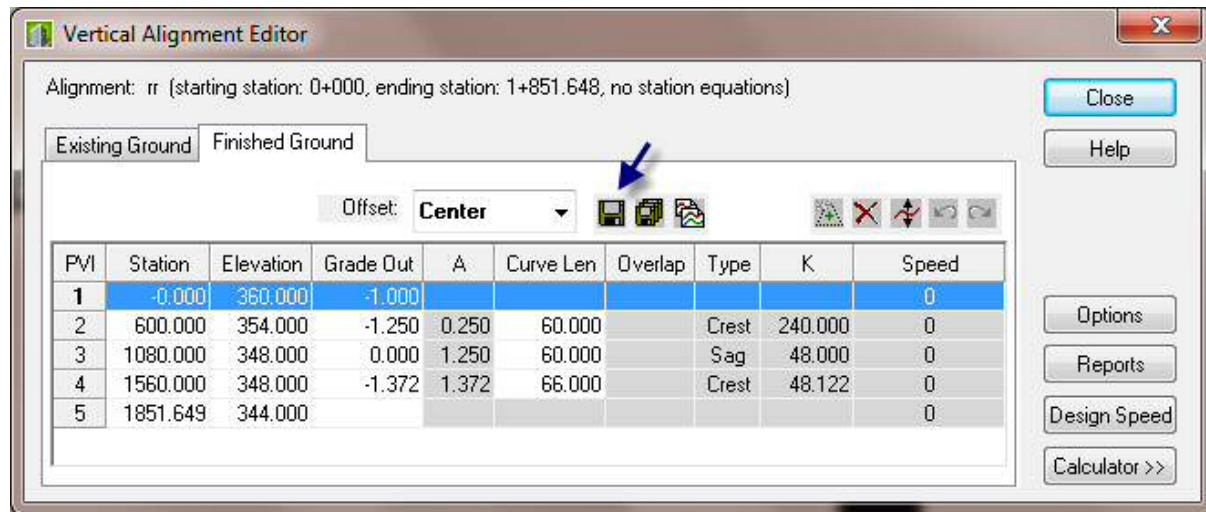 Vertical Alignment Editor
Alignment: rr (starting station: 0+000, ending station: 1+851.648, no station equations)
Close
Existing Ground Finished Ground
Help
Offset: Center
PVI Station Elevation Grade Out A Curve Len Overlap Type K Speed
1 -0.000 360.000 -1.000 0
2 600.000 354.000 -1.250 0.250 60.000 Crest 240.000 0
3 1080.000 348.000 0.000 1.250 60.000 Sag 48.000 0
4 1560.000 348.000 -1.372 1.372 66.000 Crest 48.122 0
5 1851.649 344.000 0
Options
Reports
Design Speed
Calculator >>